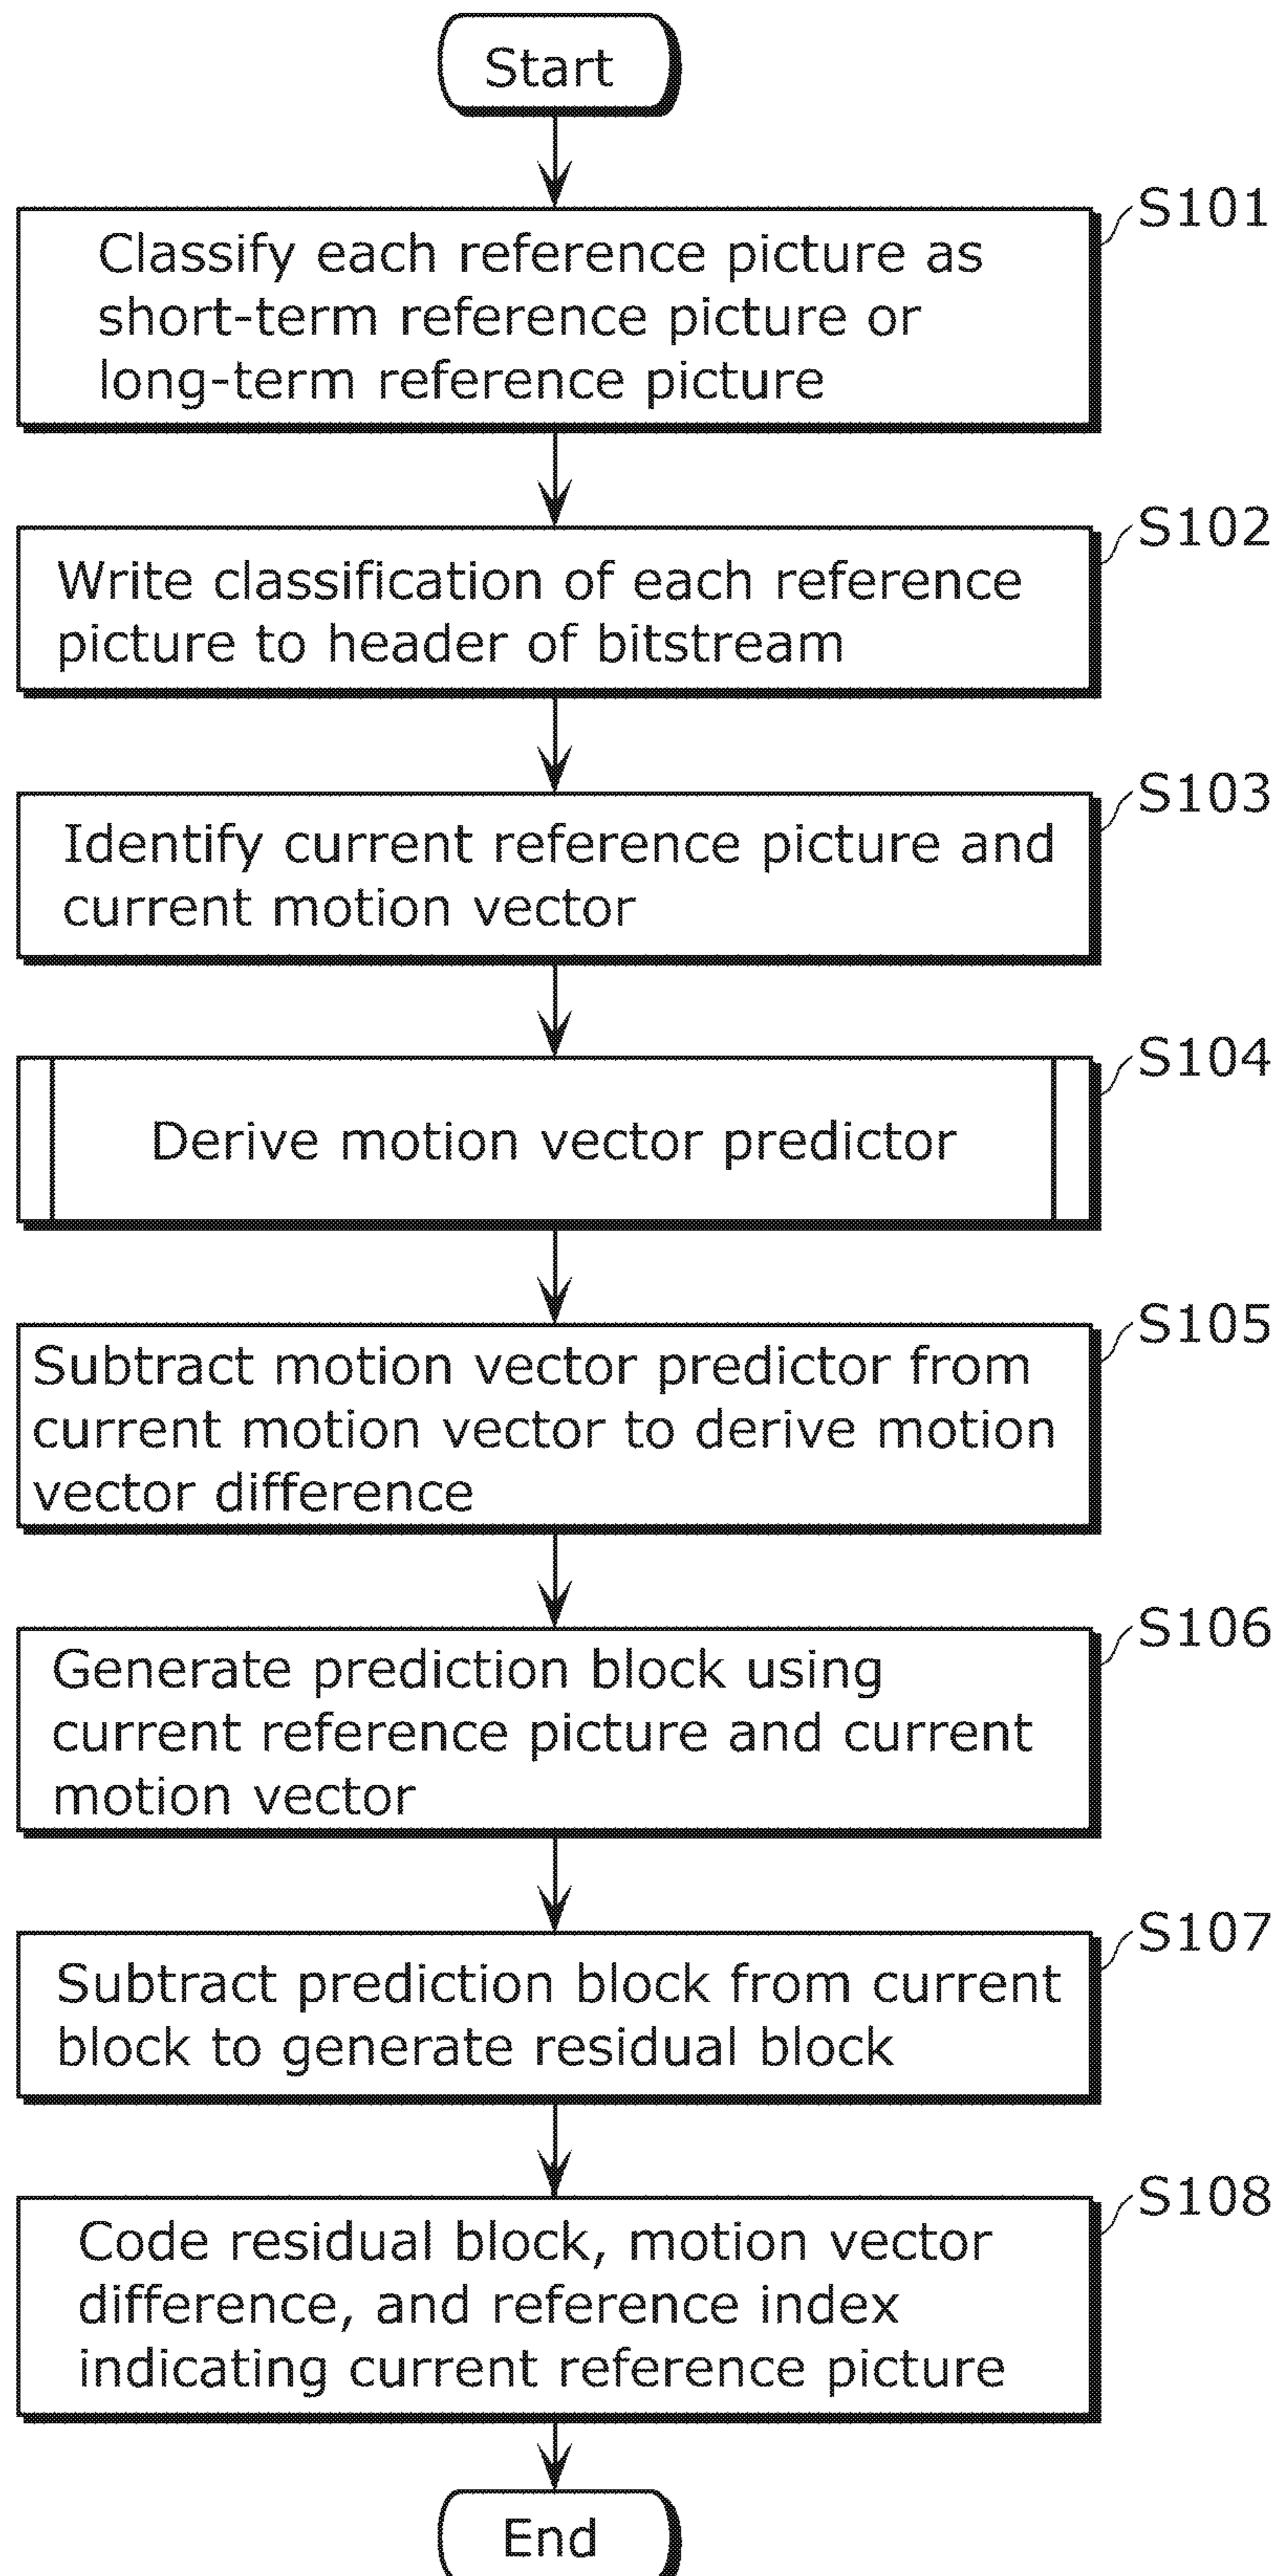 Start
S101
Classify each reference picture as
short-term reference picture or
long-term reference picture
S102
Write classification of each reference
picture to header of bitstream
S103
Identify current reference picture and
current motion vector
S104
Derive motion vector predictor
S105
Subtract motion vector predictor from
current motion vector to derive motion
vector difference
S106
Generate prediction block using
current reference picture and current
motion vector
S107
Subtract prediction block from current
block to generate residual block
S108
Code residual block, motion vector
difference, and reference index
indicating current reference picture
End